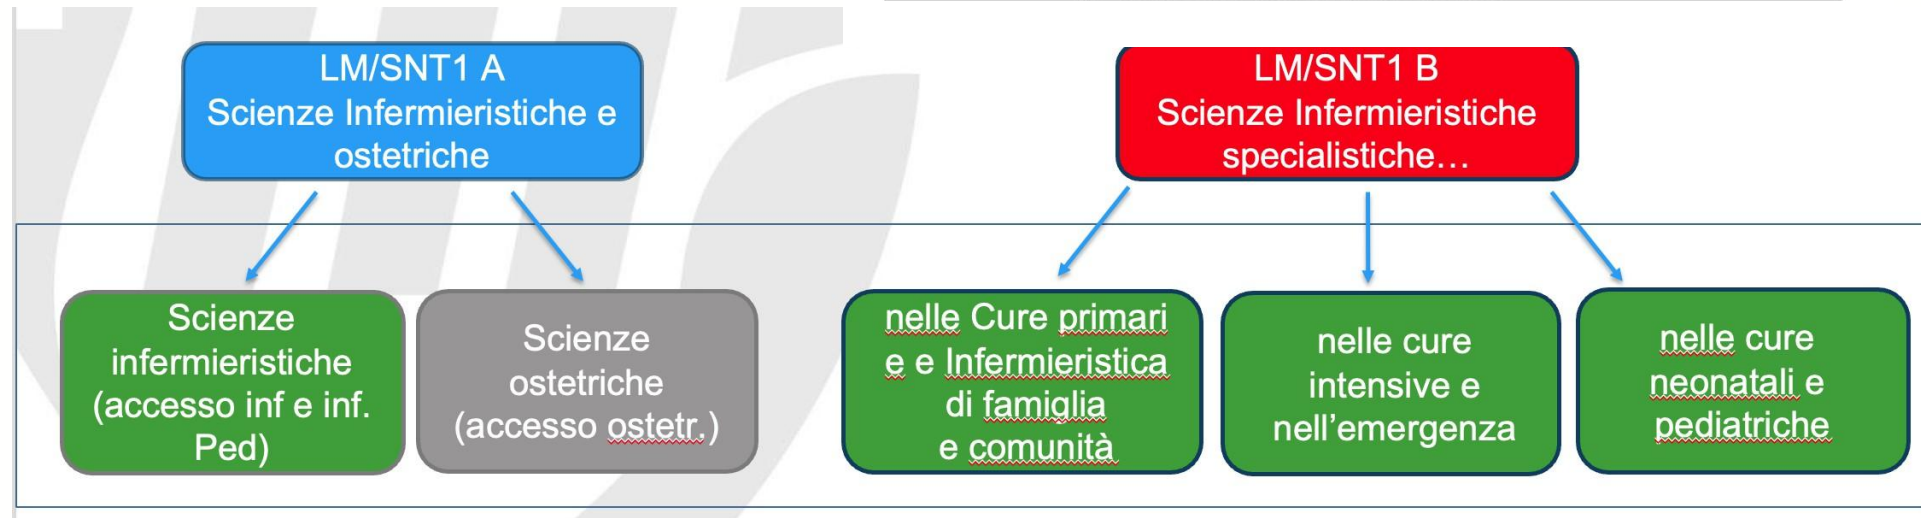 LM/SNT1 A
Scienze Infermieristiche e
ostetriche
LM/SNT1 B
Scienze Infermieristiche
specialistiche…
Scienze
infermieristiche
(accesso inf e inf.
Ped)
Scienze
ostetriche
(accesso ostetr.)
nelle Cure primari
e e Infermieristica
di famiglia
e comunità
nelle cure
intensive e
nell’emergenza
nelle cure
neonatali e
pediatriche